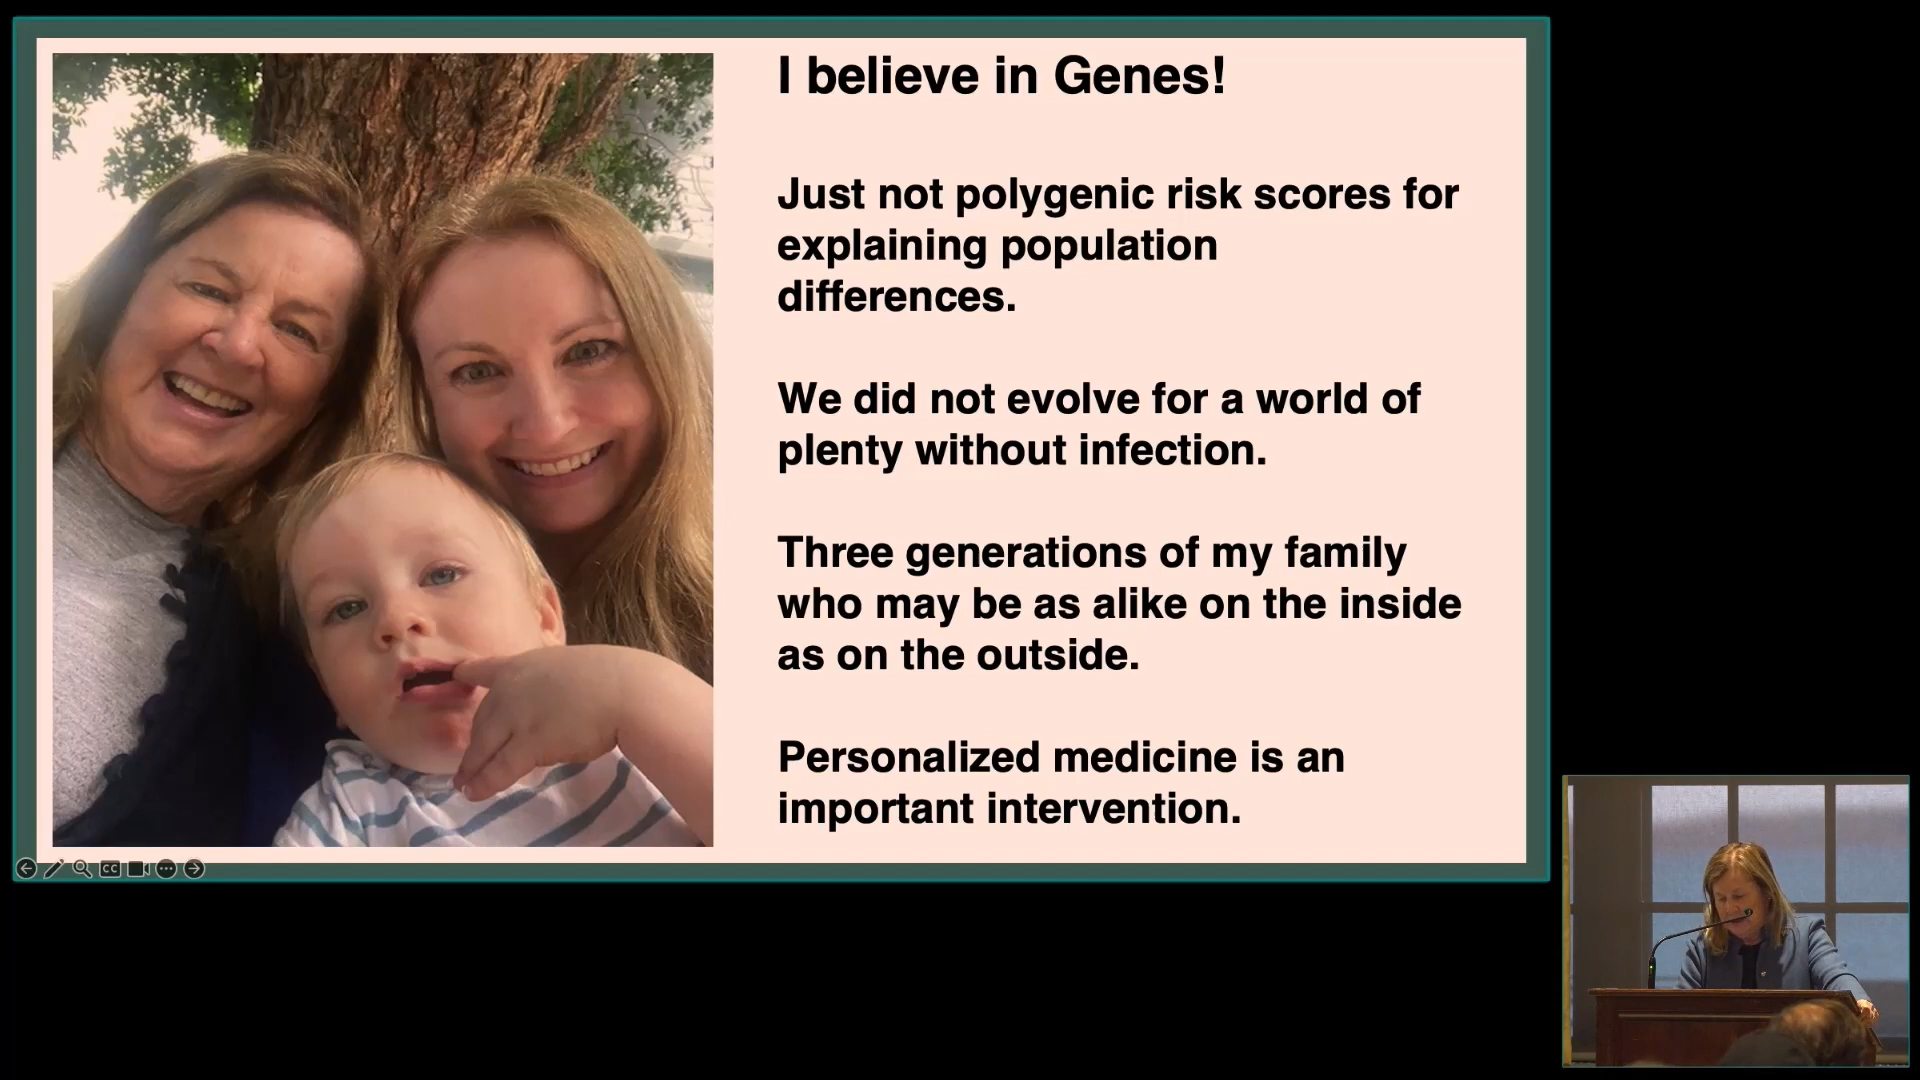 I believe in Genes!
Just not polygenic risk scores for
explaining population
differences.
We did not evolve for a world of
plenty without infection.
Three generations of my family
who may be as alike on the inside
as on the outside.
Personalized medicine is an
important intervention.
CC